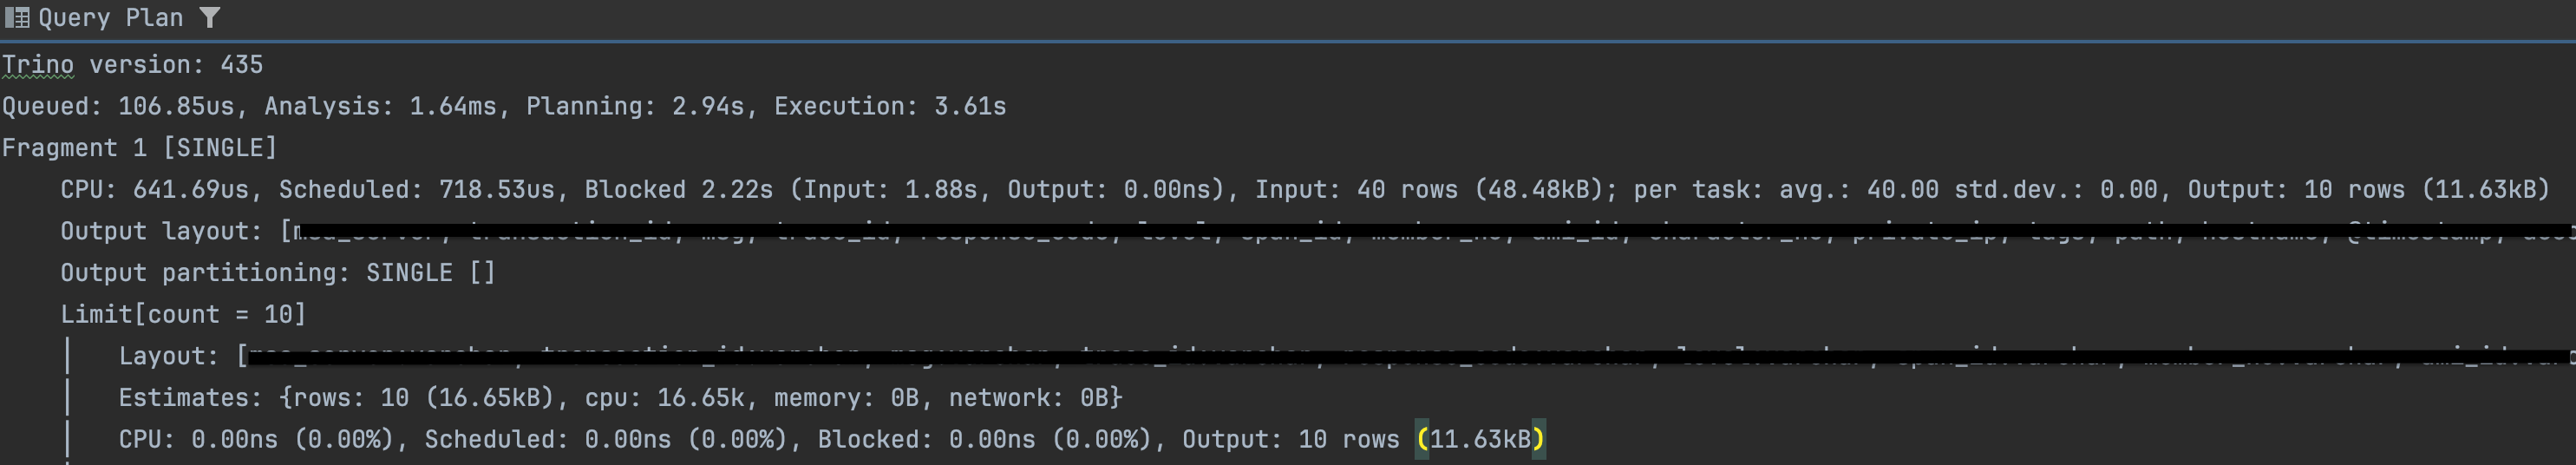 Query Plan
Trino version: 435
Queued: 106.85us, Analysis: 1.64ms, Planning: 2.94s, Execution: 3.61s
Fragment 1 [SINGLE]
CPU: 641.69us, Scheduled: 718.53us, Blocked 2.22s (Input: 1.88s, Output: 0.00ns), Input: 40 rows (48.48kB); per task: avg.: 40.00 std.dev.: 0.00, Output: 10 rows (11.63kB)
Output layout: [
Output partitioning: SINGLE []
Limit[count = 10]
│ Layout: [
│ Estimates: {rows: 10 (16.65kB), cpu: 16.65k, memory: 0B, network: 0B}
│ CPU: 0.00ns (0.00%), Scheduled: 0.00ns (0.00%), Blocked: 0.00ns (0.00%), Output: 10 rows (11.63kB)